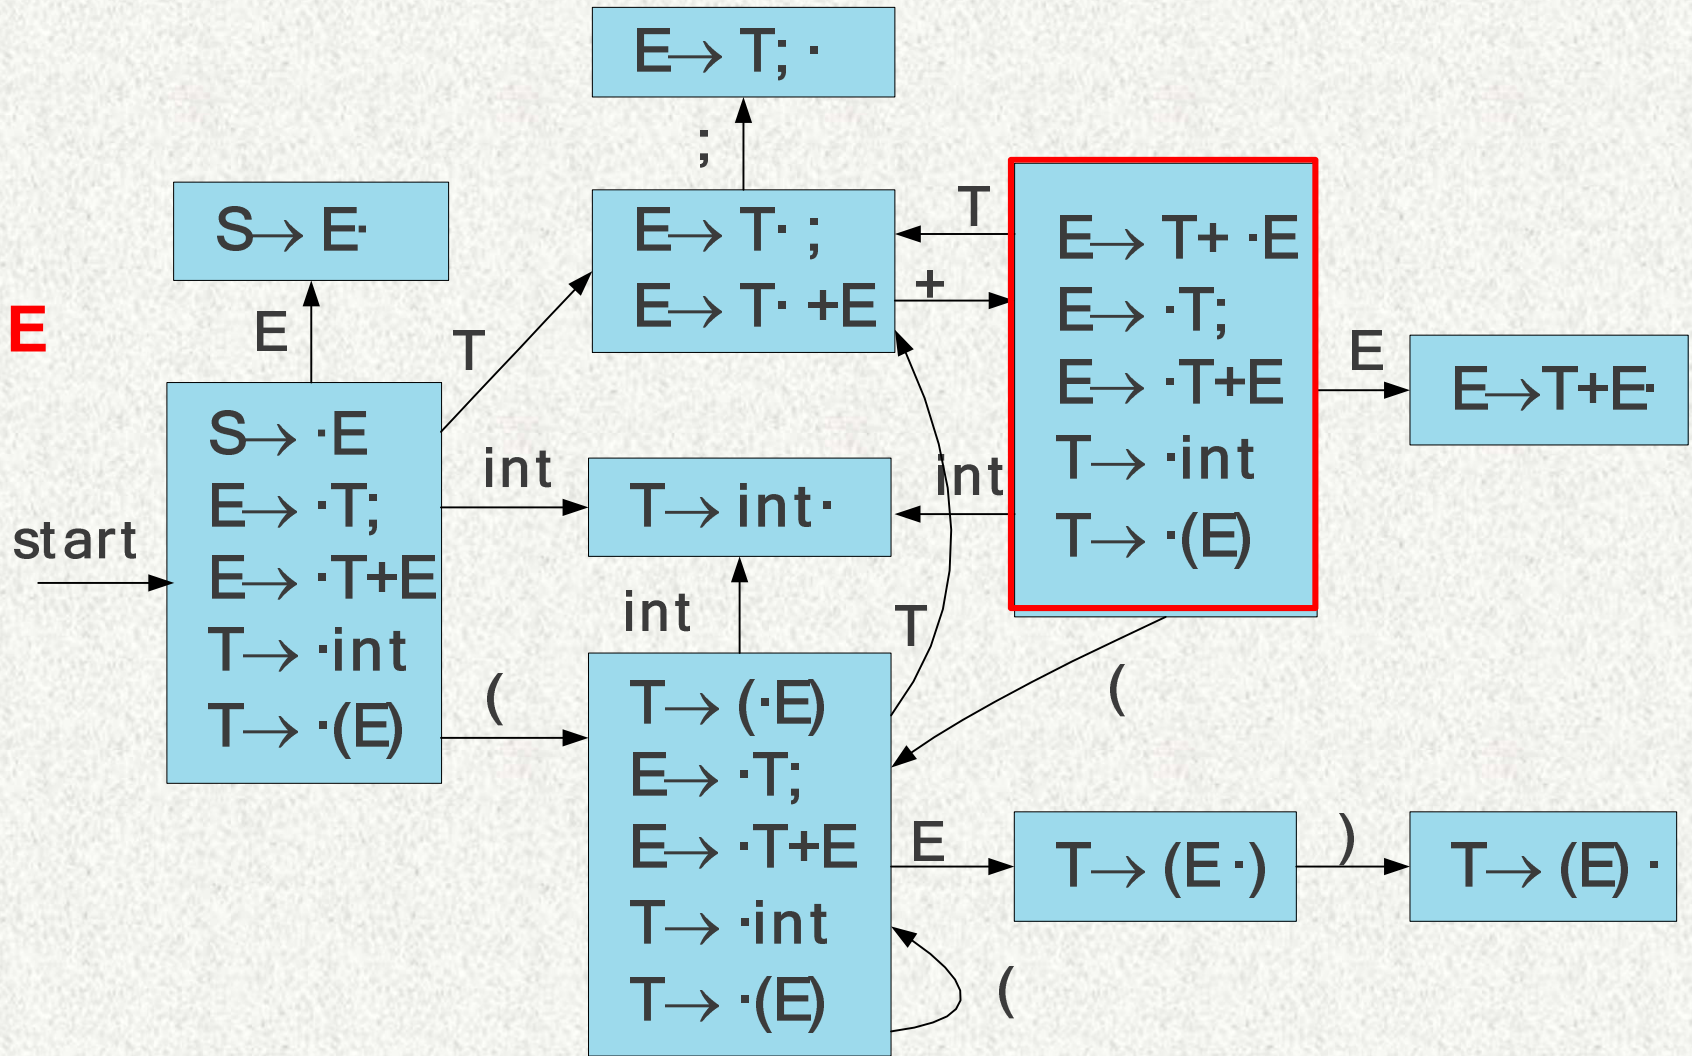 E→ T; ·
;
S→ E·
E→ T· ;
E→ T· +E
T
+
E→ T+ ·E
E→ ·T;
E→ ·T+E
T→ ·int
T→ ·(E)
E
E
T
E
E→T+E·
S→ ·E
E→ ·T;
E→ ·T+E
T→ ·int
T→ ·(E)
start
int
T→ int·
int
int
T
(
(
T→ (·E)
E→ ·T;
E→ ·T+E
T→ ·int
T→ ·(E)
E
T→ (E ·)
)
T→ (E) ·
(